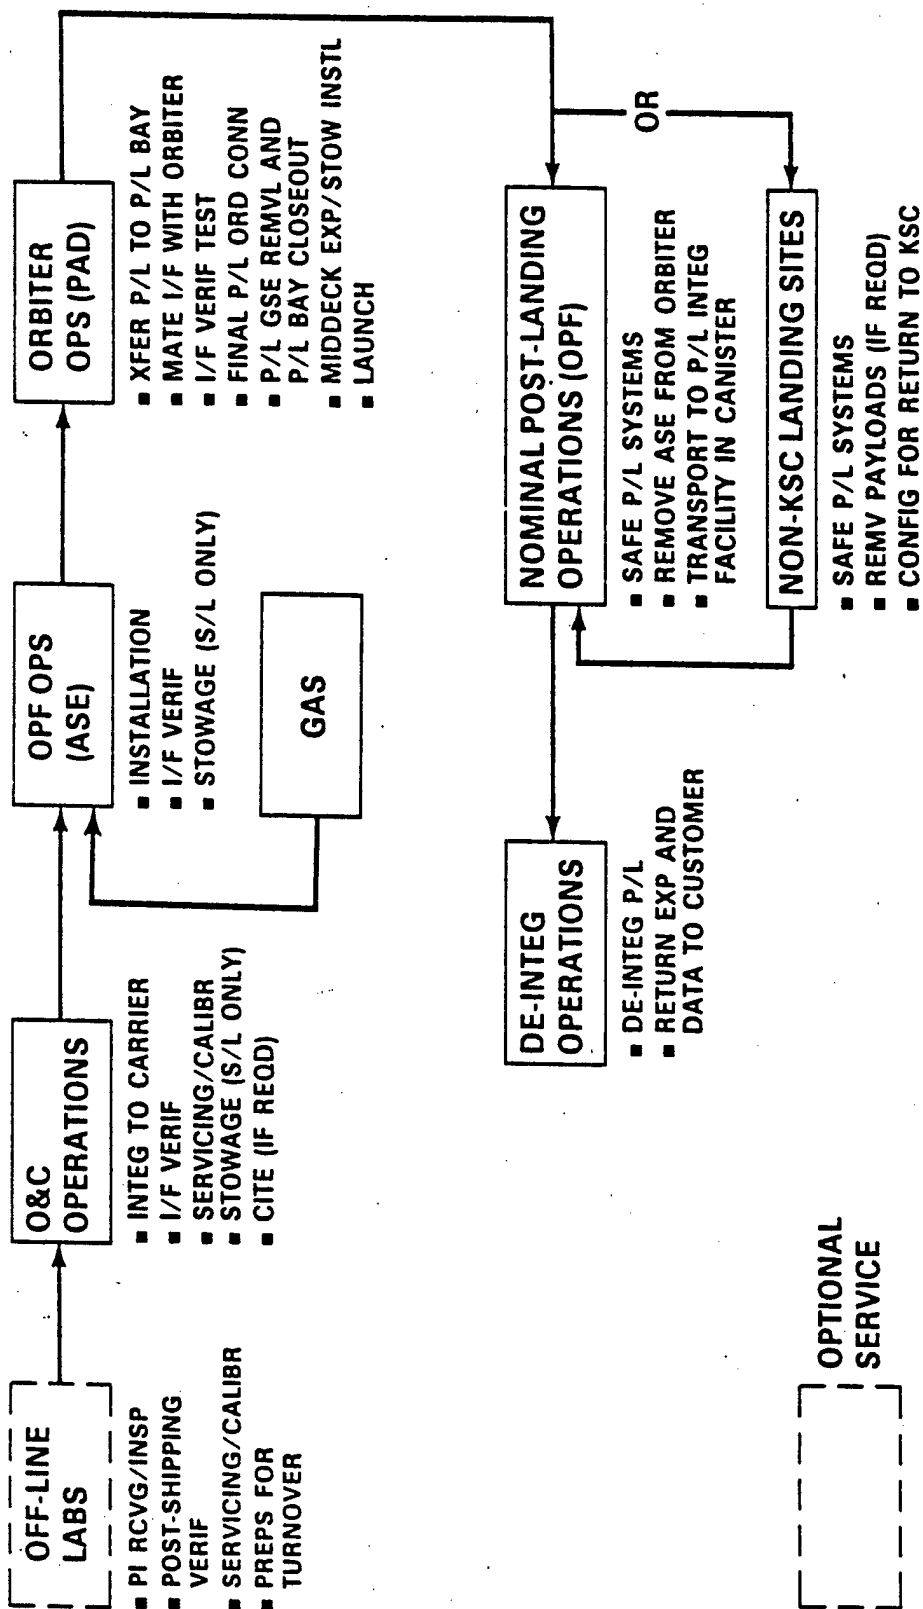 OFF-LINE
LABS
■ PI RCVG/INSP
■ POST-SHIPPING
VERIF
■ SERVICING/CALIBR
■ PREPS FOR
TURNOVER
O&C
OPERATIONS
■ INTEG TO CARRIER
■ I/F VERIF
■ SERVICING/CALIBR
■ STOWAGE (S/L ONLY)
■ CITE (IF REQD)
OPF OPS
(ASE)
■ INSTALLATION
■ I/F VERIF
■ STOWAGE (S/L ONLY)
GAS
ORBITER
OPS (PAD)
■ XFER P/L TO P/L BAY
■ MATE I/F WITH ORBITER
■ I/F VERIF TEST
■ FINAL P/L ORD CONN
■ P/L GSE REMVL AND
P/L BAY CLOSEOUT
■ MIDDECK EXP/STOW INSTL
■ LAUNCH
DE-INTEG
OPERATIONS
■ DE-INTEG P/L
■ RETURN EXP AND
DATA TO CUSTOMER
NOMINAL POST-LANDING
OPERATIONS (OPF)
■ SAFE P/L SYSTEMS
■ REMOVE ASE FROM ORBITER
■ TRANSPORT TO P/L INTEG
FACILITY IN CANISTER
OR
NON-KSC LANDING SITES
■ SAFE P/L SYSTEMS
■ REMV PAYLOADS (IF REQD)
■ CONFIG FOR RETURN TO KSC
OPTIONAL
SERVICE